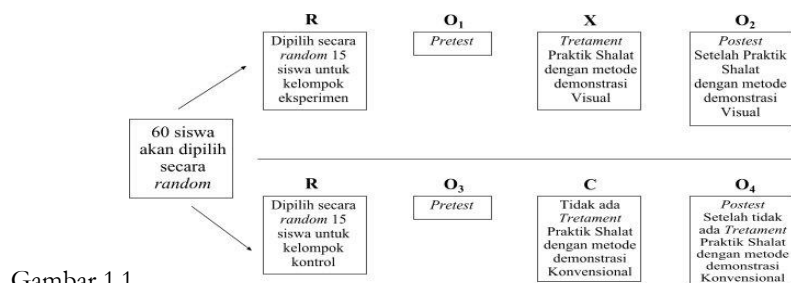 R
Dipilih secara
random 15
siswa untuk
kelompok
eksperimen
O1
Pretest
X
Tretament
Praktik Shalat
dengan metode
demonstrasi
Visual
O2
Postest
Setelah Praktik
Shalat
dengan metode
demonstrasi
Visual
60 siswa
akan dipilih
secara
random
R
Dipilih secara
random 15
siswa untuk
kelompok
kontrol
O3
Pretest
C
Tidak ada
Tretament
Praktik Shalat
dengan metode
demonstrasi
Konvensional
O4
Postest
Setelah tidak
ada Tretament
Praktik Shalat
dengan metode
demonstrasi
Konvensional
Gambar 1.1